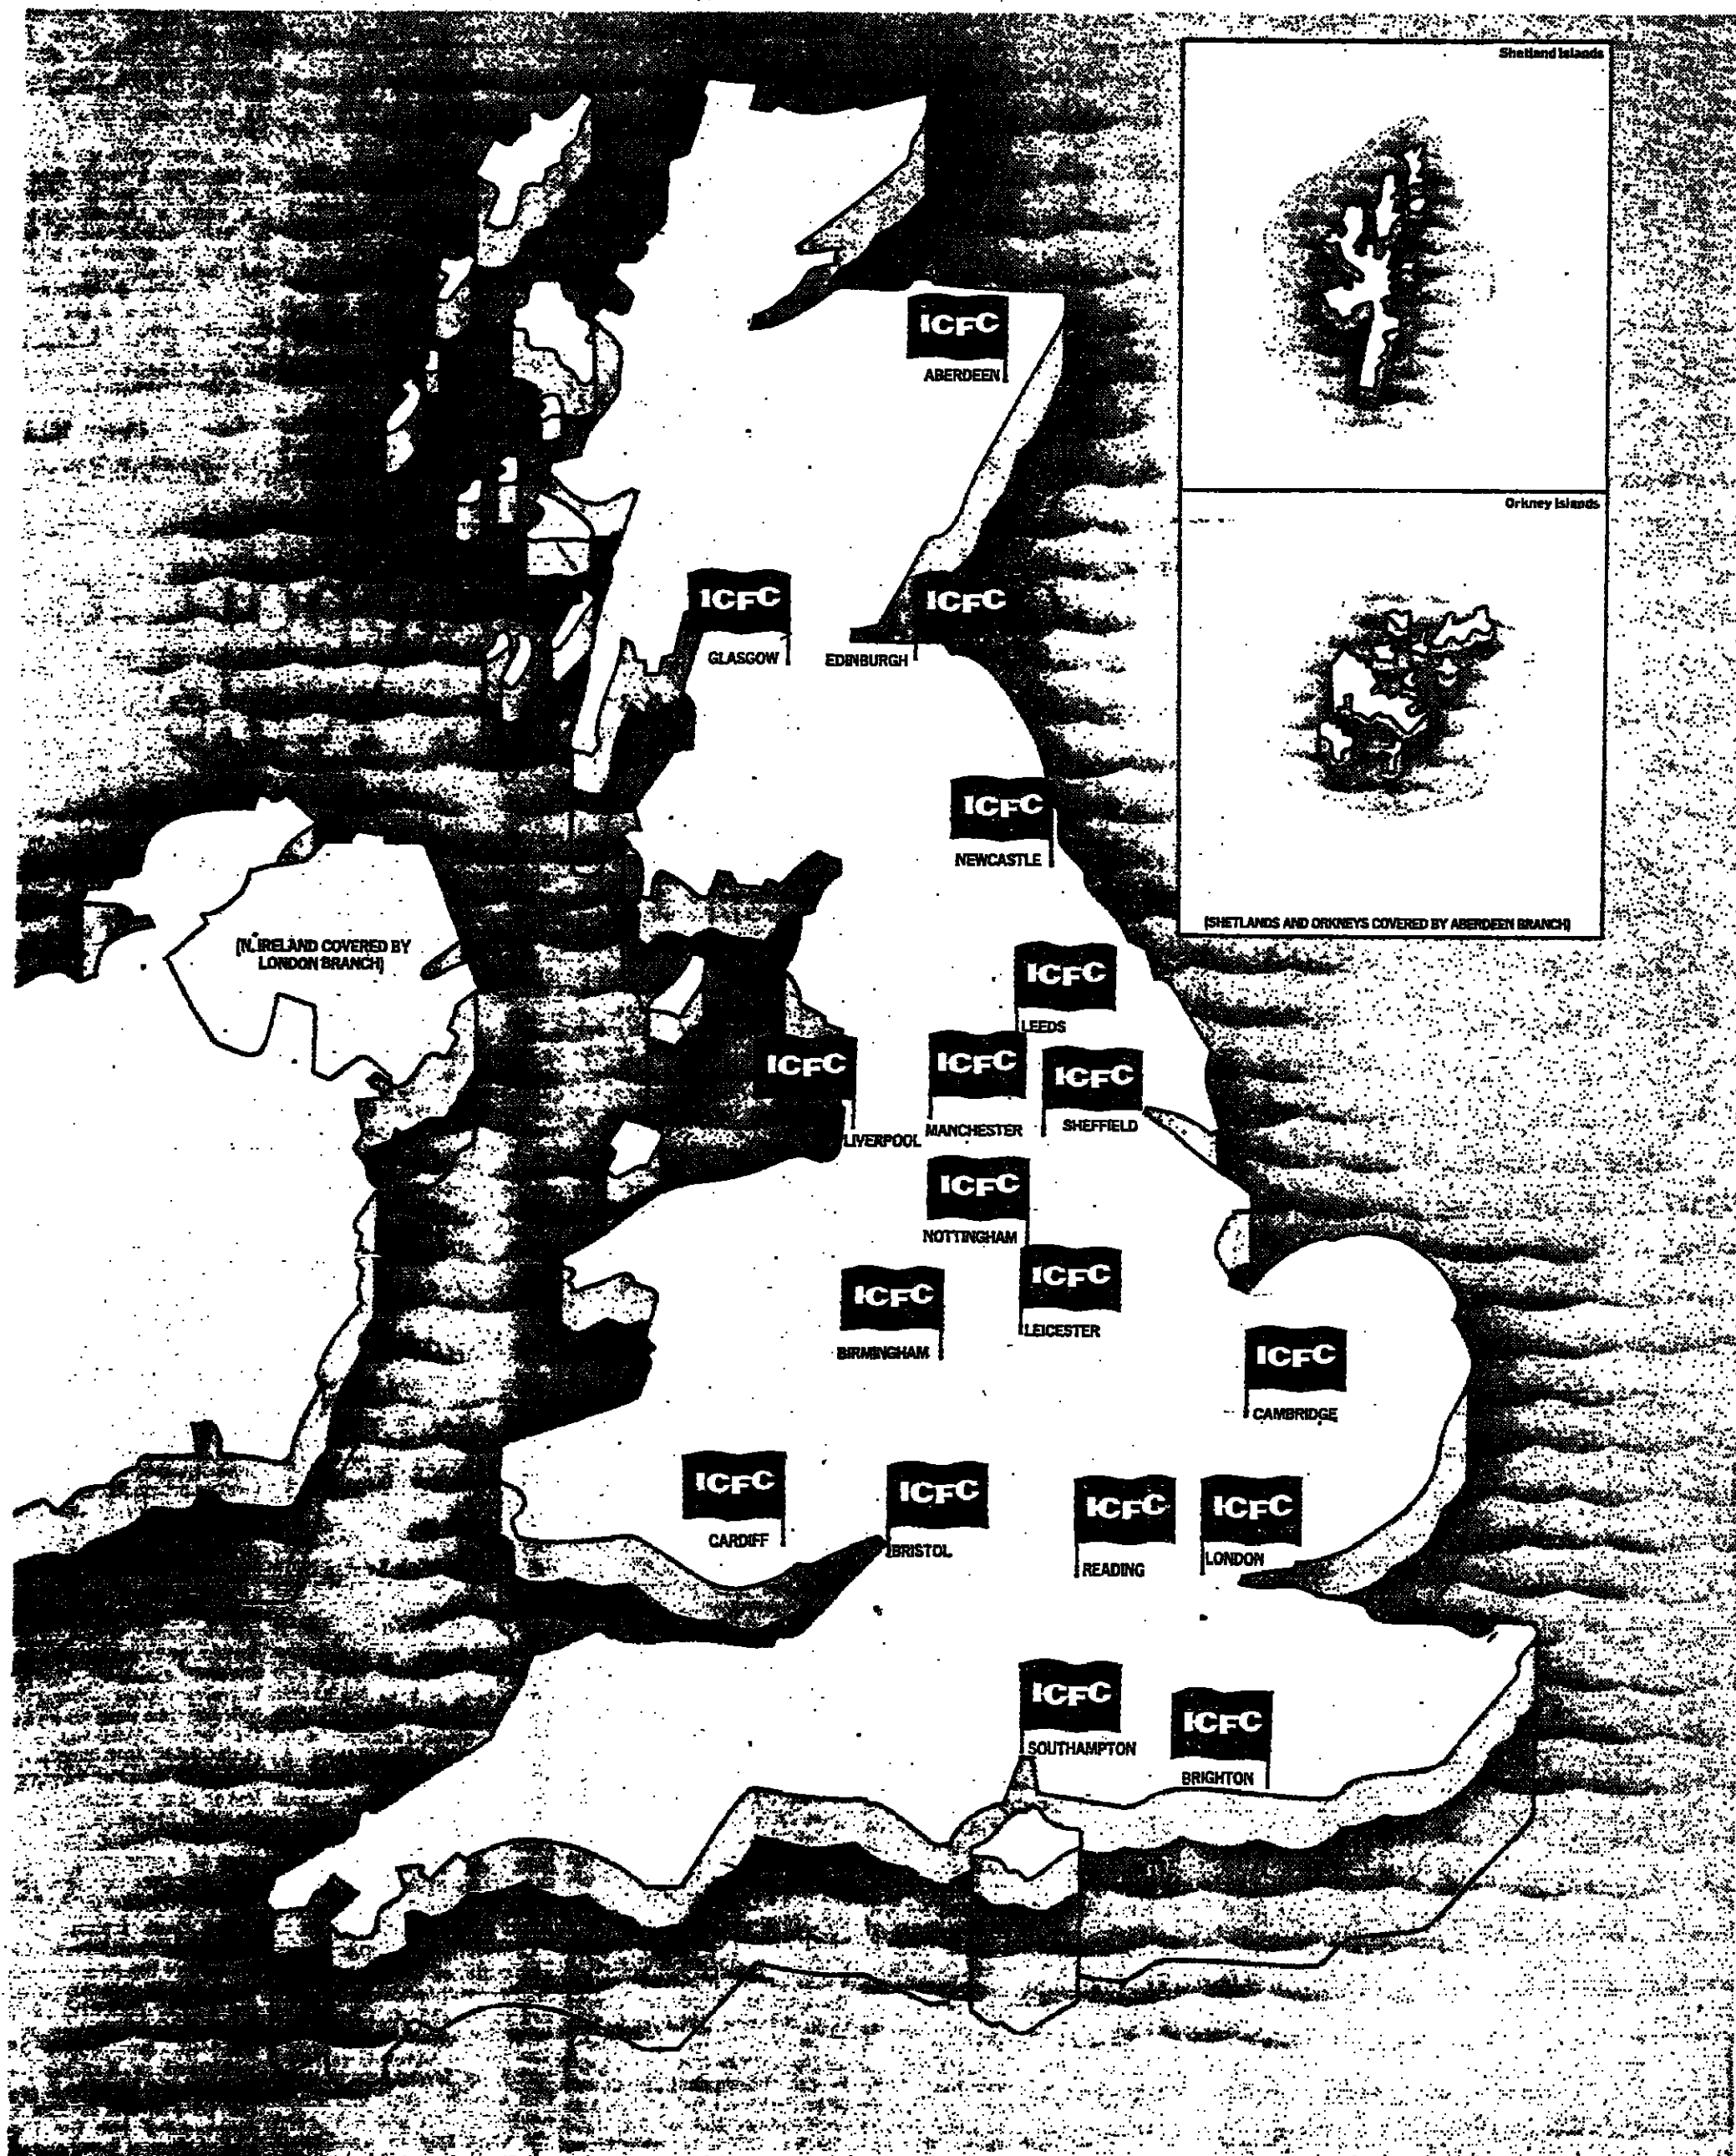 Shetland Islands
ICFC
ABERDEEN
Orkney Islands
ICFC
GLASGOW
ICFC
EDINBURGH
ICFC
NEWCASTLE
(SHETLANDS AND ORKNEYS COVERED BY ABERDEEN BRANCH)
(N. IRELAND COVERED BY
LONDON BRANCH)
ICFC
LEEDS
ICFC
LIVERPOOL
ICFC
MANCHESTER
ICFC
SHEFFIELD
ICFC
NOTTINGHAM
ICFC
LEICESTER
ICFC
BIRMINGHAM
ICFC
CAMBRIDGE
ICFC
CARDIFF
ICFC
BRISTOL
ICFC
READING
ICFC
LONDON
ICFC
SOUTHAMPTON
ICFC
BRIGHTON